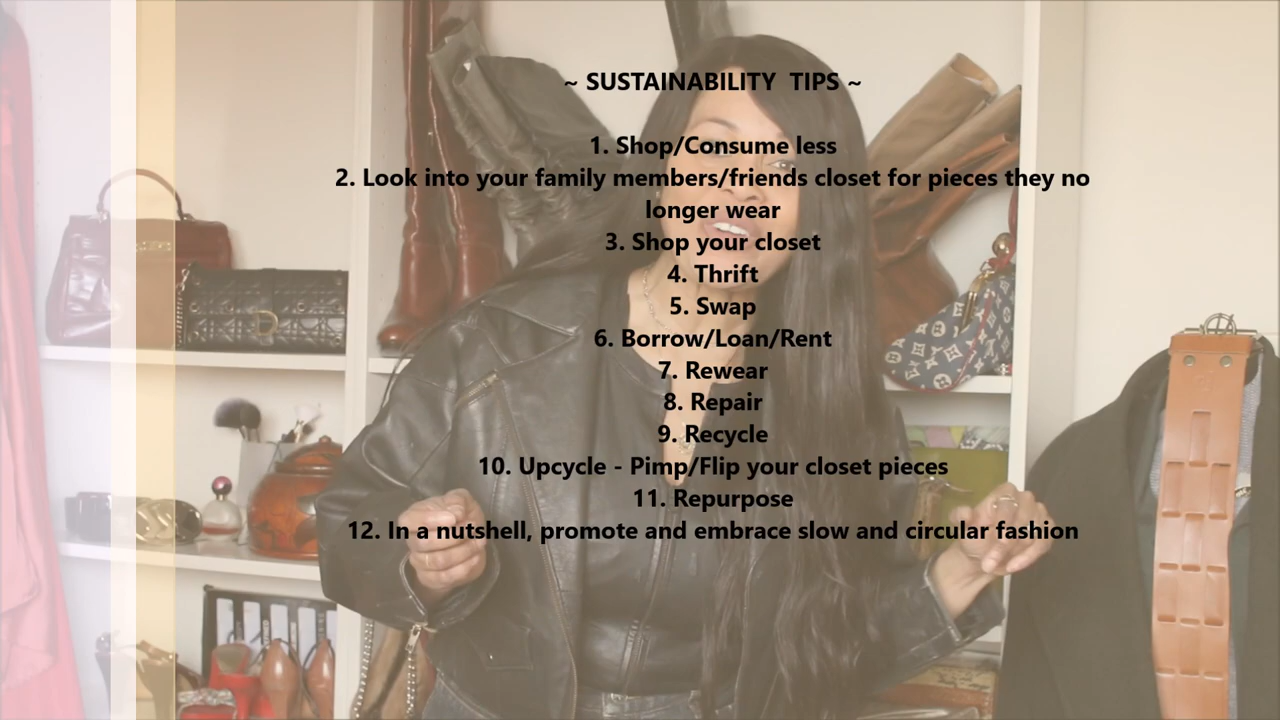 ~ SUSTAINABILITY  TIPS ~
1. Shop/Consume less
2. Look into your family members/friends closet for pieces they no
longer wear
3. Shop your closet
4. Thrift
5. Swap
6. Borrow/Loan/Rent
7. Rewear
8. Repair
9. Recycle
10. Upcycle - Pimp/Flip your closet pieces
11. Repurpose
12. In a nutshell, promote and embrace slow and circular fashion